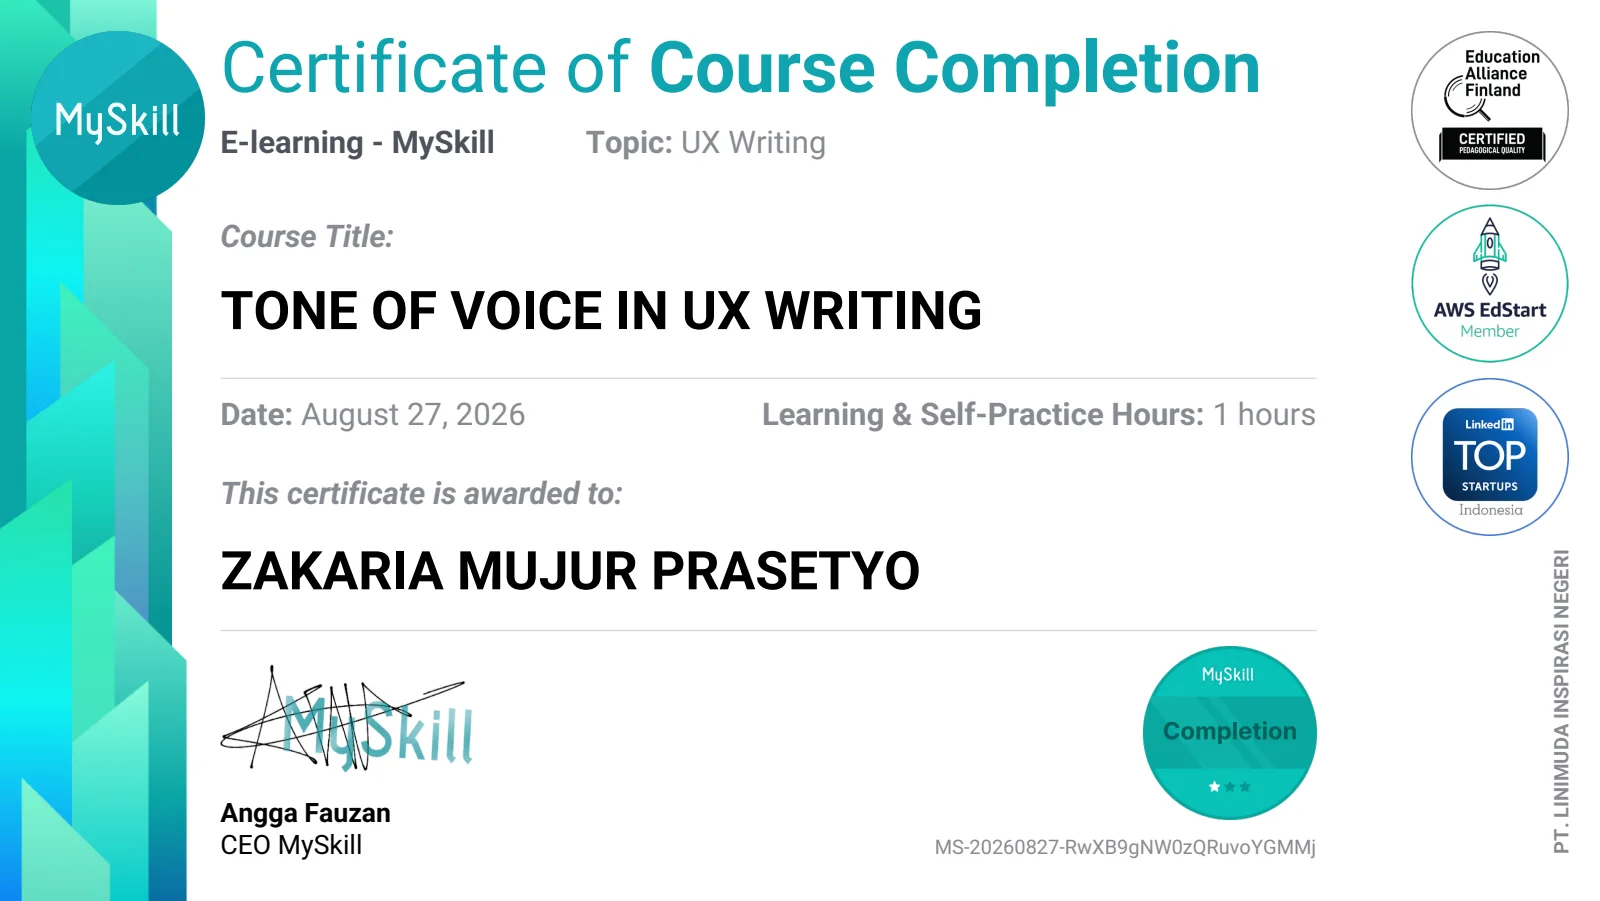 MySkill
Certificate of Course Completion
E-learning - MySkill
Topic: UX Writing
Course Title:
TONE OF VOICE IN UX WRITING
Date: August 27, 2026
Learning & Self-Practice Hours: 1 hours
This certificate is awarded to:
ZAKARIA MUJUR PRASETYO
MySkill
Angga Fauzan
CEO MySkill
MySkill
Completion
MS-20260827-RwXB9gNW0zQRuvoYGMMj
Education
Alliance
Finland
CERTIFIED
PEDAGOGICAL QUALITY
AWS EdStart
Member
Linked in
TOP
STARTUPS
Indonesia
PT. LINIMUDA INSPIRASI NEGERI